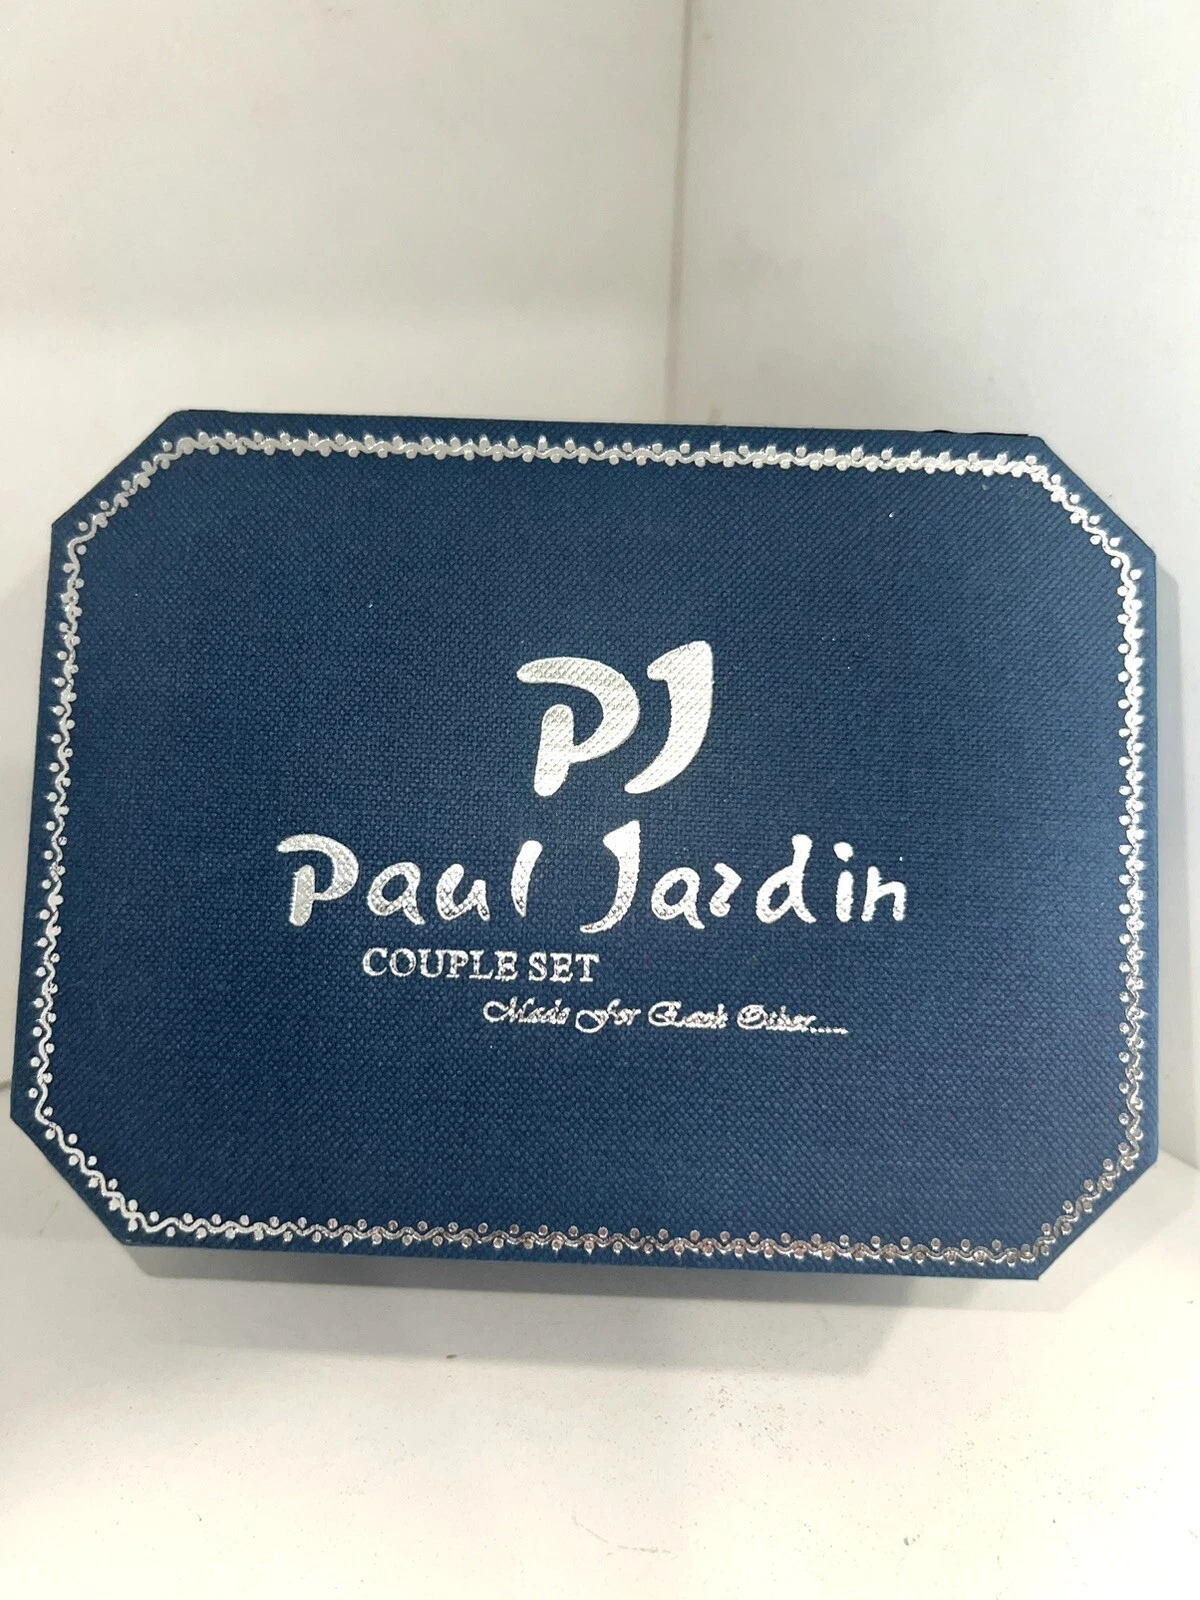 PJ
Paul Jardin
COUPLE SET
Made for Each Other.....